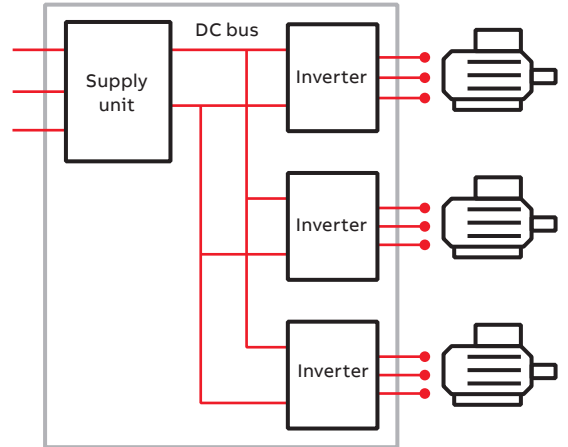 DC bus
Supply
unit
Inverter
Inverter
Inverter